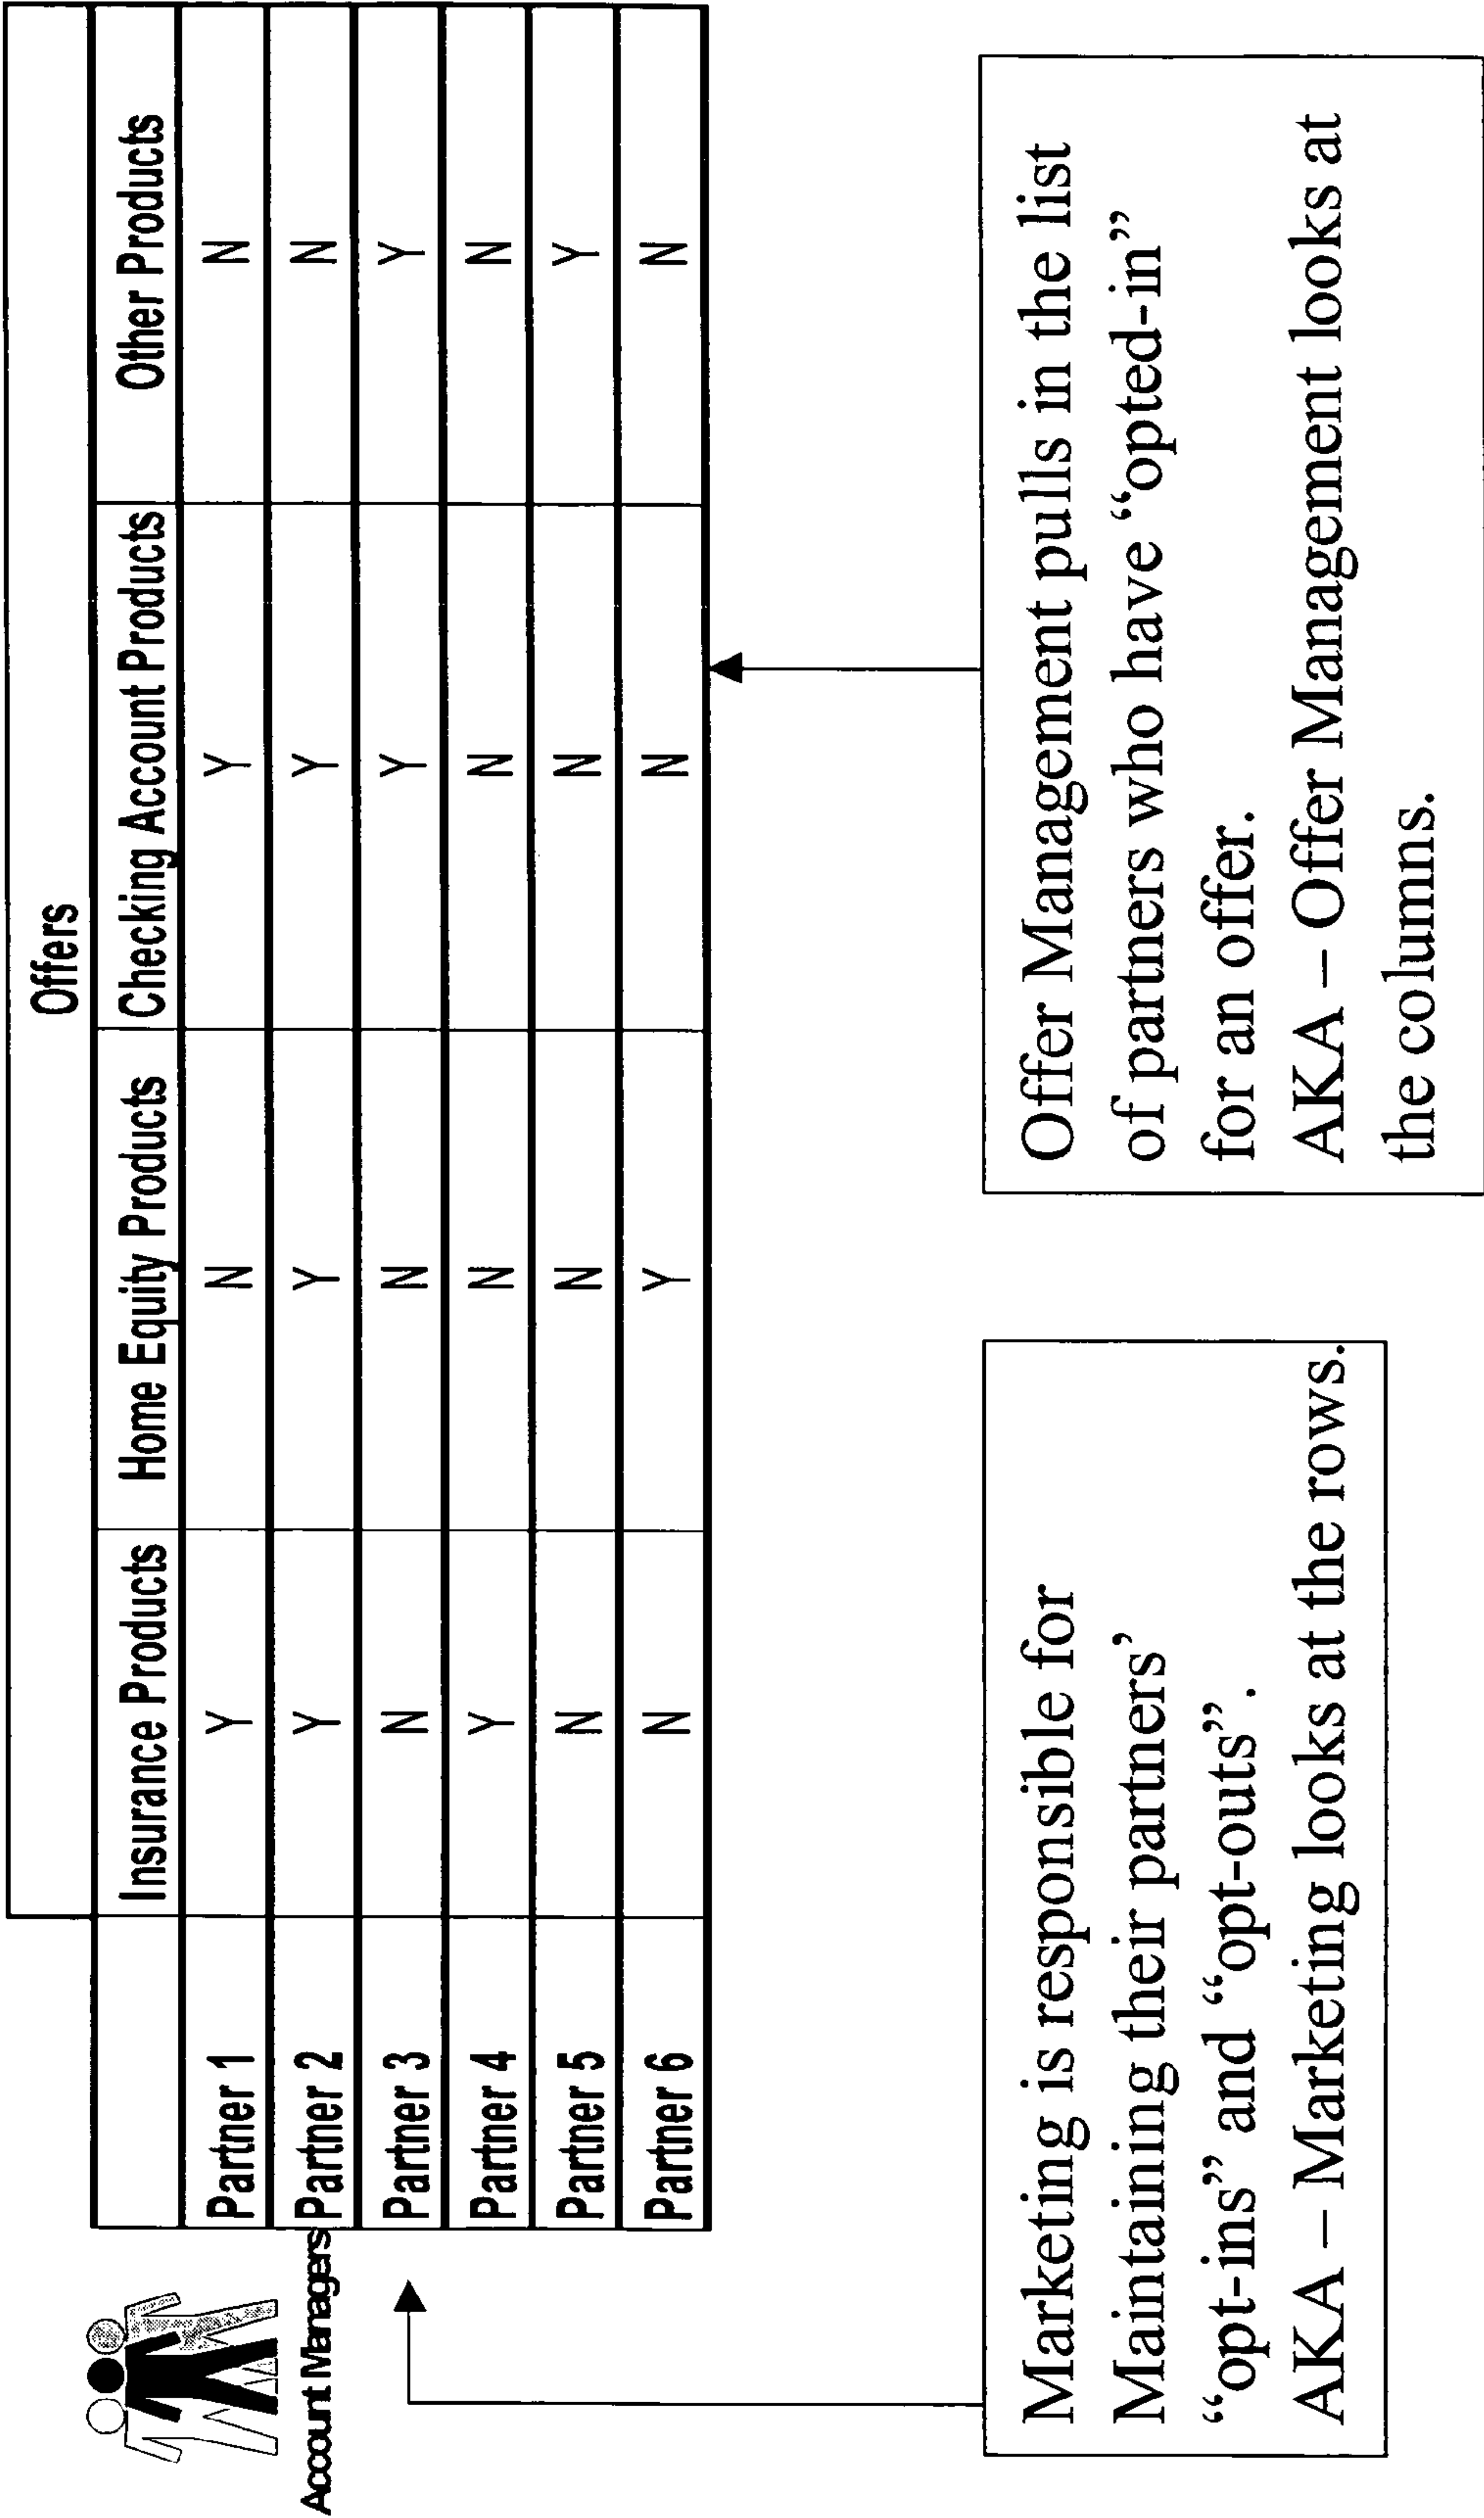 Offers
Insurance Products Home Equity Products Checking Account Products Other Products
Partner 1 Y N Y N
Partner 2 Y Y Y N
Partner 3 N N Y Y
Partner 4 Y N N N
Partner 5 N N N Y
Partner 6 N Y N N
Account Managers
Marketing is responsible for
Maintaining their partners’
“opt-ins” and “opt-outs”.
AKA – Marketing looks at the rows.
Offer Management pulls in the list
of partners who have “opted-in”
for an offer.
AKA – Offer Management looks at
the columns.